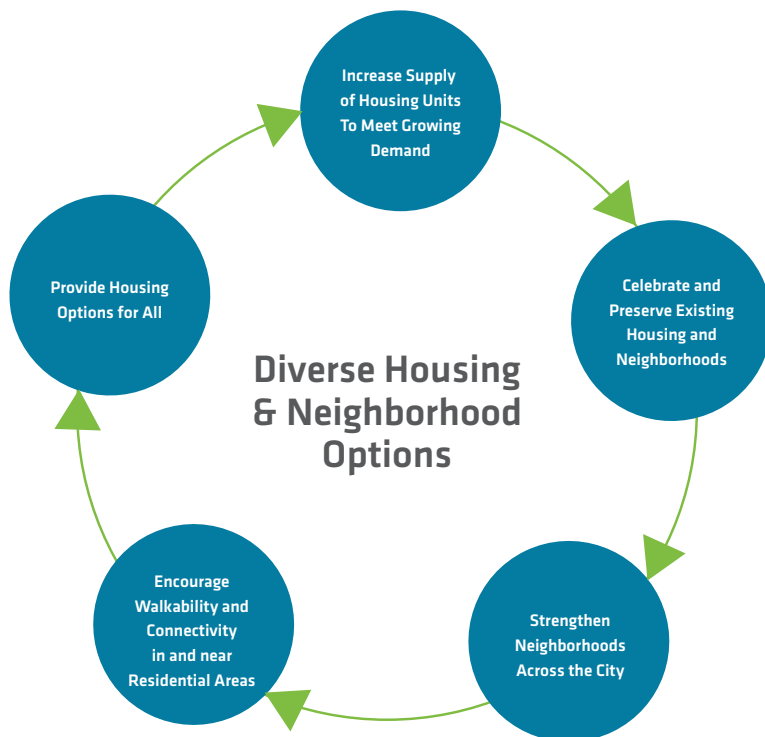 Increase Supply
of Housing Units
To Meet Growing
Demand
Celebrate and
Preserve Existing
Housing and
Neighborhoods
Strengthen
Neighborhoods
Across the City
Encourage
Walkability and
Connectivity
in and near
Residential Areas
Provide Housing
Options for All
Diverse Housing
& Neighborhood
Options